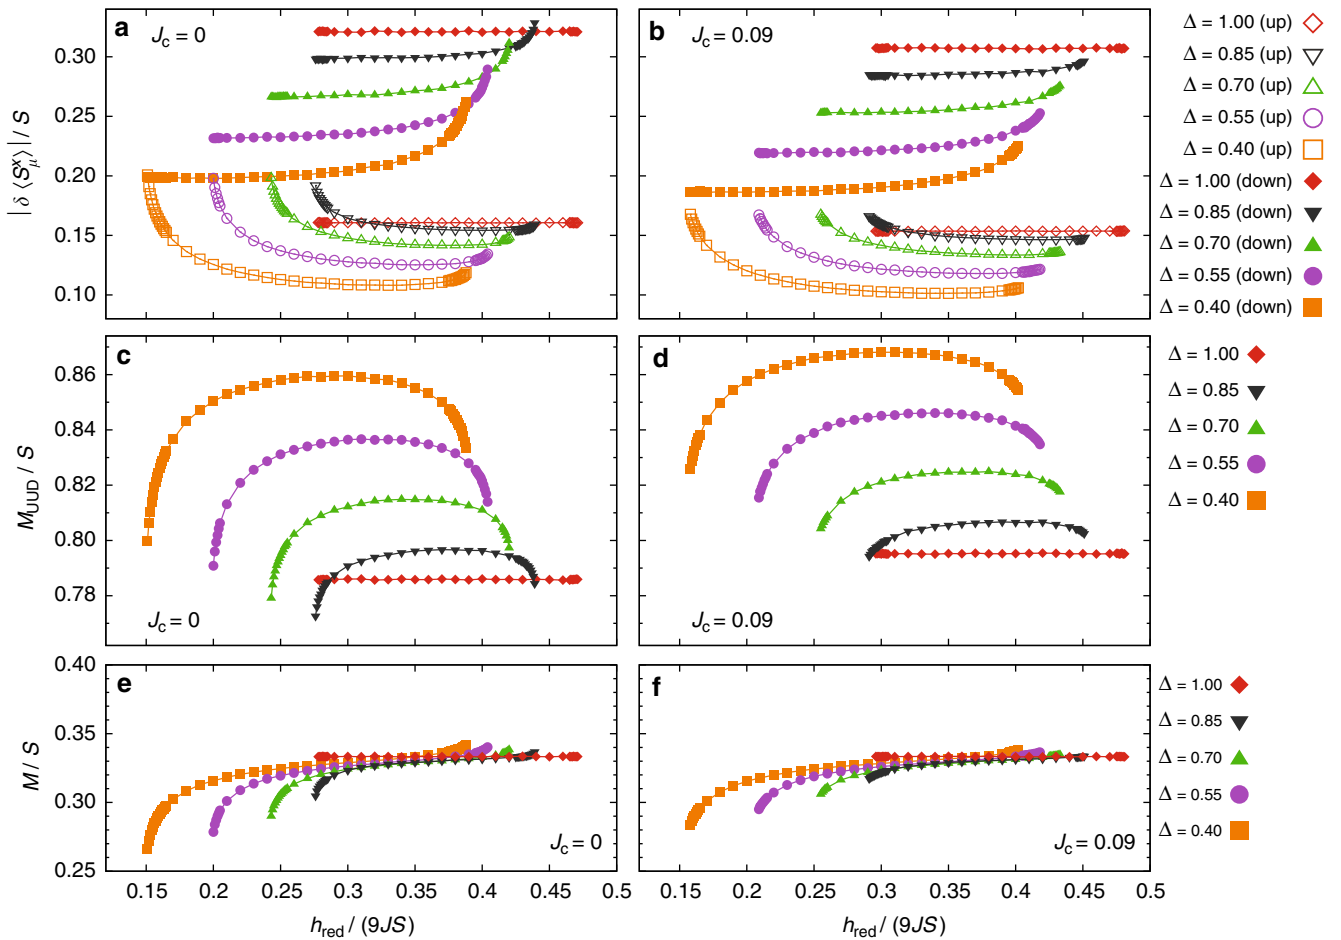 a
J_c = 0
b
J_c = 0.09
|δ⟨S^x_μ⟩| / S
0.30
0.25
0.20
0.15
0.10
Δ = 1.00 (up)
Δ = 0.85 (up)
Δ = 0.70 (up)
Δ = 0.55 (up)
Δ = 0.40 (up)
Δ = 1.00 (down)
Δ = 0.85 (down)
Δ = 0.70 (down)
Δ = 0.55 (down)
Δ = 0.40 (down)
c
d
M_UUD / S
0.86
0.84
0.82
0.80
0.78
J_c = 0
J_c = 0.09
Δ = 1.00
Δ = 0.85
Δ = 0.70
Δ = 0.55
Δ = 0.40
e
f
M / S
0.40
0.35
0.30
0.25
J_c = 0
J_c = 0.09
Δ = 1.00
Δ = 0.85
Δ = 0.70
Δ = 0.55
Δ = 0.40
0.15 0.2 0.25 0.3 0.35 0.4 0.45 0.5
0.15 0.2 0.25 0.3 0.35 0.4 0.45 0.5
h_red / (9JS)
h_red / (9JS)